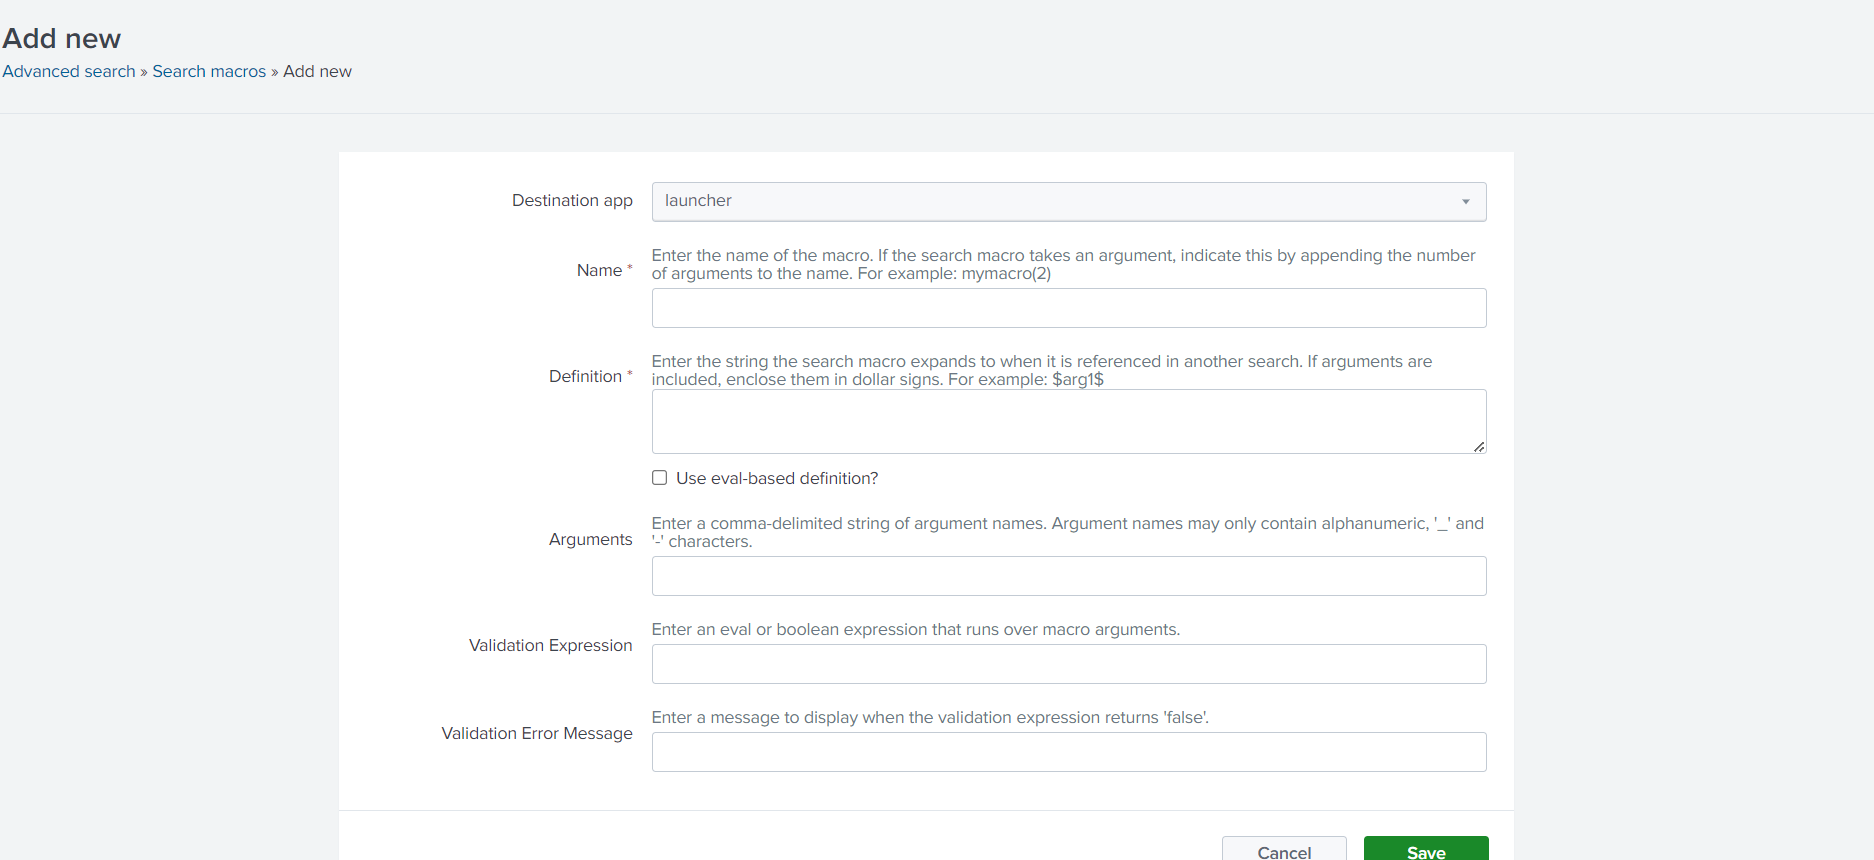 Add new
Advanced search » Search macros » Add new
Destination app
launcher
Name *
Enter the name of the macro. If the search macro takes an argument, indicate this by appending the number
of arguments to the name. For example: mymacro(2)
Definition *
Enter the string the search macro expands to when it is referenced in another search. If arguments are
included, enclose them in dollar signs. For example: $arg1$
Use eval-based definition?
Arguments
Enter a comma-delimited string of argument names. Argument names may only contain alphanumeric, '_' and
'-' characters.
Validation Expression
Enter an eval or boolean expression that runs over macro arguments.
Validation Error Message
Enter a message to display when the validation expression returns 'false'.
Cancel
Save